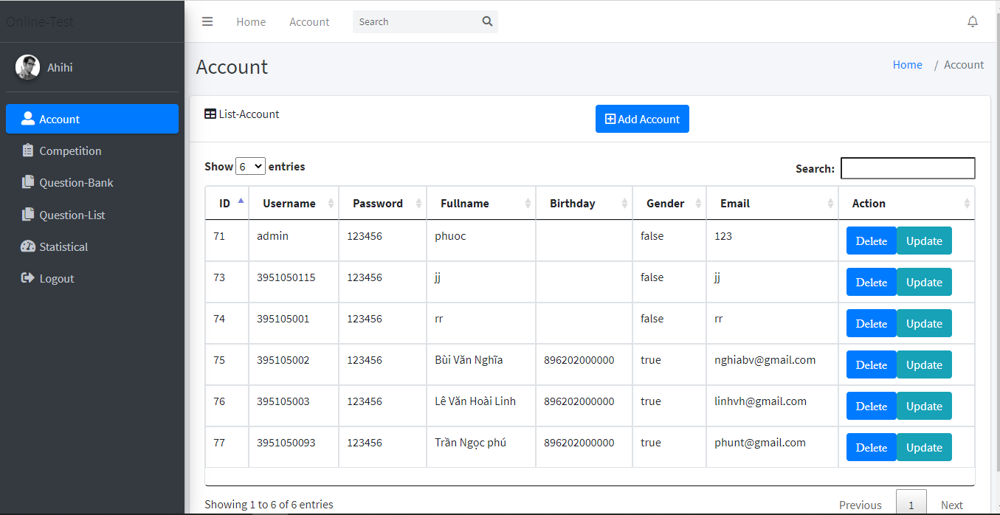 Online-Test
Home Account Search
Ahihi
Account
Home / Account
Account
Competition
Question-Bank
Question-List
Statistical
Logout
List-Account
Add Account
Show 6 entries
Search:
ID Username Password Fullname Birthday Gender Email Action
71 admin 123456 phuoc false 123 Delete Update
73 3951050115 123456 jj false jj Delete Update
74 395105001 123456 rr false rr Delete Update
75 395105002 123456 Bùi Văn Nghĩa 896202000000 true nghiabv@gmail.com Delete Update
76 395105003 123456 Lê Văn Hoài Linh 896202000000 true linhvh@gmail.com Delete Update
77 3951050093 123456 Trần Ngọc phú 896202000000 true phunt@gmail.com Delete Update
Showing 1 to 6 of 6 entries
Previous 1 Next